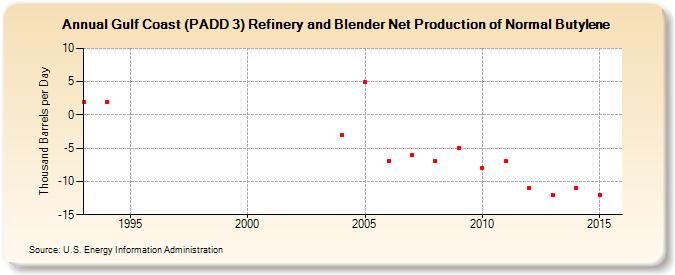 Annual Gulf Coast (PADD 3) Refinery and Blender Net Production of Normal Butylene
Thousand Barrels per Day
10
5
0
-5
-10
-15
1995 2000 2005 2010 2015
Source: U.S. Energy Information Administration